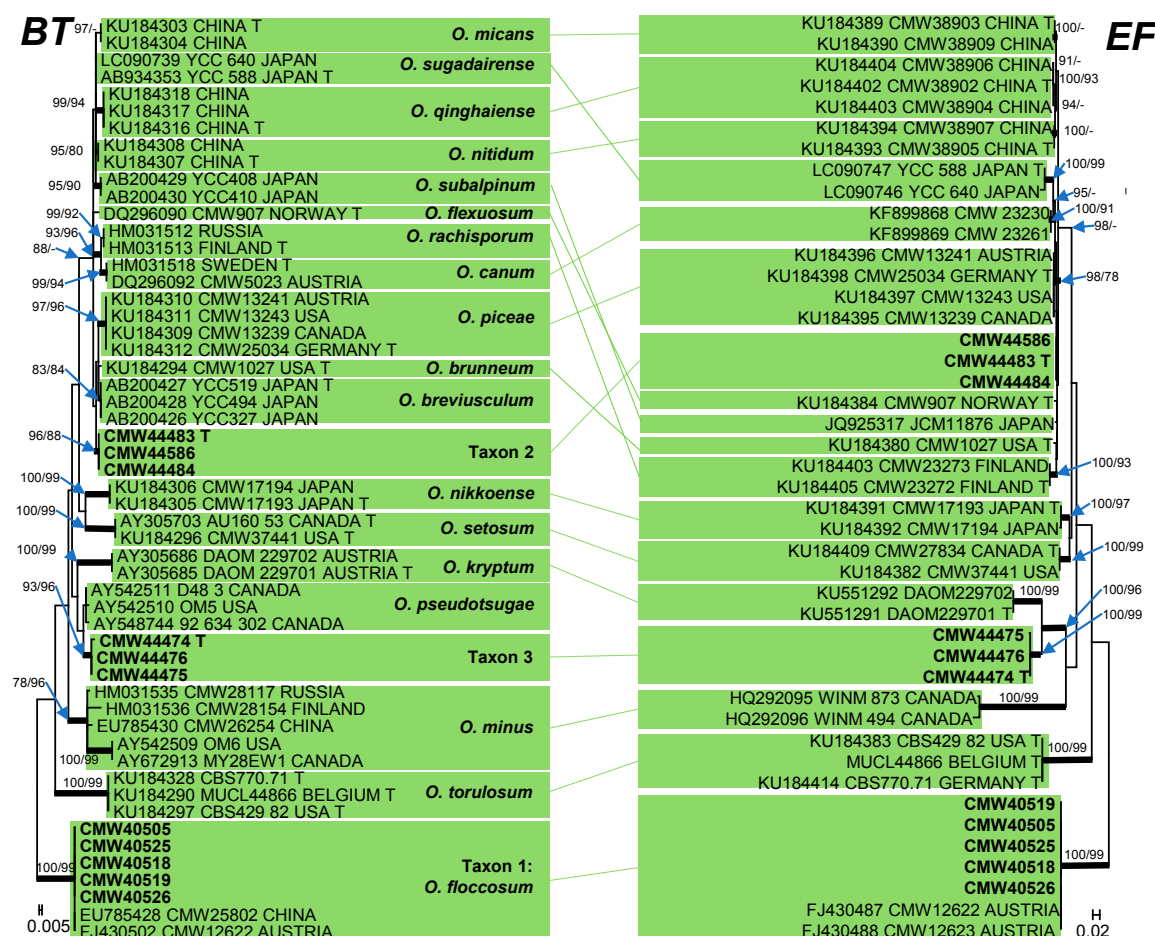 BT
97/-
KU184303 CHINA T
KU184304 CHINA
O. micans
LC090739 YCC 640 JAPAN
AB934353 YCC 588 JAPAN T
O. sugadairense
99/94
KU184318 CHINA
KU184317 CHINA
KU184316 CHINA T
O. qinghaiense
95/80
KU184308 CHINA
KU184307 CHINA T
O. nitidum
95/90
AB200429 YCC408 JAPAN
AB200430 YCC410 JAPAN
O. subalpinum
99/92
DQ296090 CMW907 NORWAY T
O. flexuosum
93/96
88/-
HM031512 RUSSIA
HM031513 FINLAND T
O. rachisporum
99/94
HM031518 SWEDEN T
DQ296092 CMW5023 AUSTRIA
O. canum
97/96
KU184310 CMW13241 AUSTRIA
KU184311 CMW13243 USA
KU184309 CMW13239 CANADA
KU184312 CMW25034 GERMANY T
O. piceae
83/84
KU184294 CMW1027 USA T
O. brunneum
AB200427 YCC519 JAPAN T
AB200428 YCC494 JAPAN
AB200426 YCC327 JAPAN
O. breviusculum
96/88
CMW44483 T
CMW44586
CMW44484
Taxon 2
100/99
KU184306 CMW17194 JAPAN
KU184305 CMW17193 JAPAN T
O. nikkoense
100/99
AY305703 AU160 53 CANADA T
KU184296 CMW37441 USA T
O. setosum
100/99
AY305686 DAOM 229702 AUSTRIA
AY305685 DAOM 229701 AUSTRIA T
O. kryptum
93/96
AY542511 D48 3 CANADA
AY542510 OM5 USA
AY548744 92 634 302 CANADA
O. pseudotsugae
CMW44474 T
CMW44476
CMW44475
Taxon 3
78/96
HM031535 CMW28117 RUSSIA
HM031536 CMW28154 FINLAND
EU785430 CMW26254 CHINA
AY542509 OM6 USA
AY672913 MY28EW1 CANADA
O. minus
100/99
100/99
KU184328 CBS770.71 T
KU184290 MUCL44866 BELGIUM T
KU184297 CBS429 82 USA T
O. torulosum
100/99
CMW40505
CMW40525
CMW40518
CMW40519
CMW40526
EU785428 CMW25802 CHINA
FJ430502 CMW12622 AUSTRIA
Taxon 1:
O. floccosum
0.005
EF
KU184389 CMW38903 CHINA T
KU184390 CMW38909 CHINA
100/-
KU184404 CMW38906 CHINA
KU184402 CMW38902 CHINA T
KU184403 CMW38904 CHINA
91/-
100/93
94/-
KU184394 CMW38907 CHINA
KU184393 CMW38905 CHINA T
100/-
LC090747 YCC 588 JAPAN T
LC090746 YCC 640 JAPAN
100/99
95/-
KF899868 CMW 23230
KF899869 CMW 23261
100/91
98/-
KU184396 CMW13241 AUSTRIA
KU184398 CMW25034 GERMANY T
KU184397 CMW13243 USA
KU184395 CMW13239 CANADA
98/78
CMW44586
CMW44483 T
CMW44484
KU184384 CMW907 NORWAY T
JQ925317 JCM11876 JAPAN
KU184380 CMW1027 USA T
KU184403 CMW23273 FINLAND
KU184405 CMW23272 FINLAND T
100/93
KU184391 CMW17193 JAPAN T
KU184392 CMW17194 JAPAN
100/97
KU184409 CMW27834 CANADA T
KU184382 CMW37441 USA
100/99
KU551292 DAOM229702
KU551291 DAOM229701 T
100/99
100/96
100/99
CMW44475
CMW44476
CMW44474 T
HQ292095 WINM 873 CANADA
HQ292096 WINM 494 CANADA
100/99
KU184383 CBS429 82 USA T
MUCL44866 BELGIUM T
KU184414 CBS770.71 GERMANY T
100/99
CMW40519
CMW40505
CMW40525
CMW40518
CMW40526
FJ430487 CMW12622 AUSTRIA
FJ430488 CMW12623 AUSTRIA
100/99
0.02